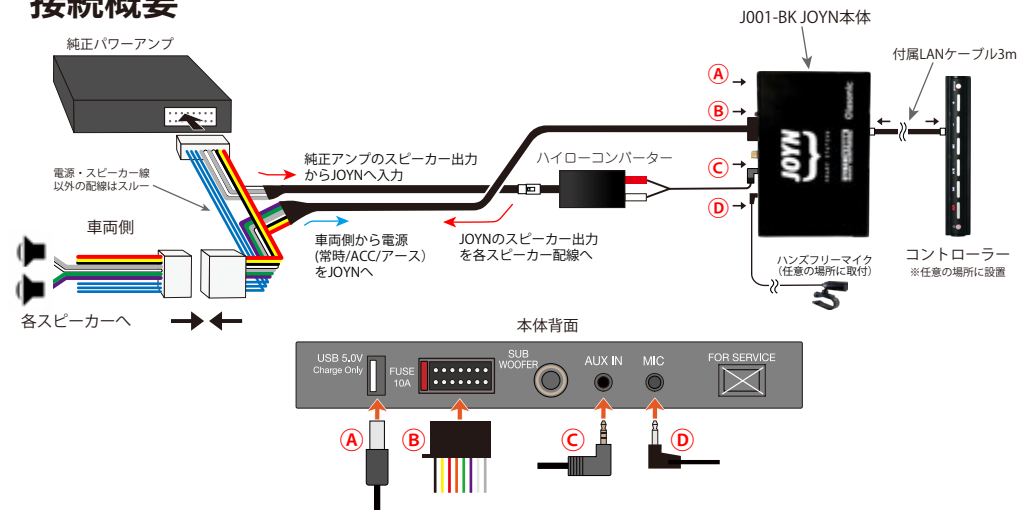 接続概要
J001-BK JOYN本体
純正パワーアンプ
付属LANケーブル3m
Ⓐ
Ⓑ
Ⓒ
Ⓓ
JOYN
Olasonic
純正アンプのスピーカー出力
からJOYNへ入力
ハイローコンバーター
電源・スピーカー線
以外の配線はスルー
車両側
車両側から電源
(常時/ACC/アース)
をJOYNへ
JOYNのスピーカー出力
を各スピーカー配線へ
ハンズフリーマイク
(任意の場所に取付)
コントローラー
※任意の場所に設置
各スピーカーへ
本体背面
USB 5.0V
Charge Only
FUSE
10A
SUB
WOOFER
AUX IN
MIC
FOR SERVICE
Ⓐ
Ⓑ
Ⓒ
Ⓓ